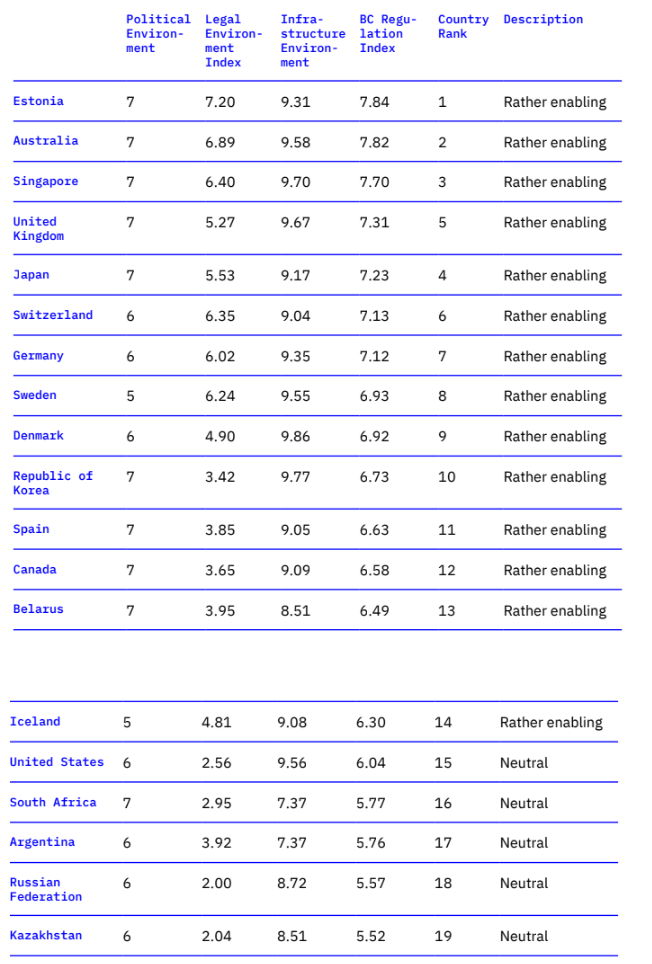 Political Legal Infra- BC Regu- Country Description
Environ- Environ- structure lation Rank
ment ment Environ- Index
Index ment
Estonia 7 7.20 9.31 7.84 1 Rather enabling
Australia 7 6.89 9.58 7.82 2 Rather enabling
Singapore 7 6.40 9.70 7.70 3 Rather enabling
United 7 5.27 9.67 7.31 5 Rather enabling
Kingdom
Japan 7 5.53 9.17 7.23 4 Rather enabling
Switzerland 6 6.35 9.04 7.13 6 Rather enabling
Germany 6 6.02 9.35 7.12 7 Rather enabling
Sweden 5 6.24 9.55 6.93 8 Rather enabling
Denmark 6 4.90 9.86 6.92 9 Rather enabling
Republic of 7 3.42 9.77 6.73 10 Rather enabling
Korea
Spain 7 3.85 9.05 6.63 11 Rather enabling
Canada 7 3.65 9.09 6.58 12 Rather enabling
Belarus 7 3.95 8.51 6.49 13 Rather enabling
Iceland 5 4.81 9.08 6.30 14 Rather enabling
United States 6 2.56 9.56 6.04 15 Neutral
South Africa 7 2.95 7.37 5.77 16 Neutral
Argentina 6 3.92 7.37 5.76 17 Neutral
Russian 6 2.00 8.72 5.57 18 Neutral
Federation
Kazakhstan 6 2.04 8.51 5.52 19 Neutral